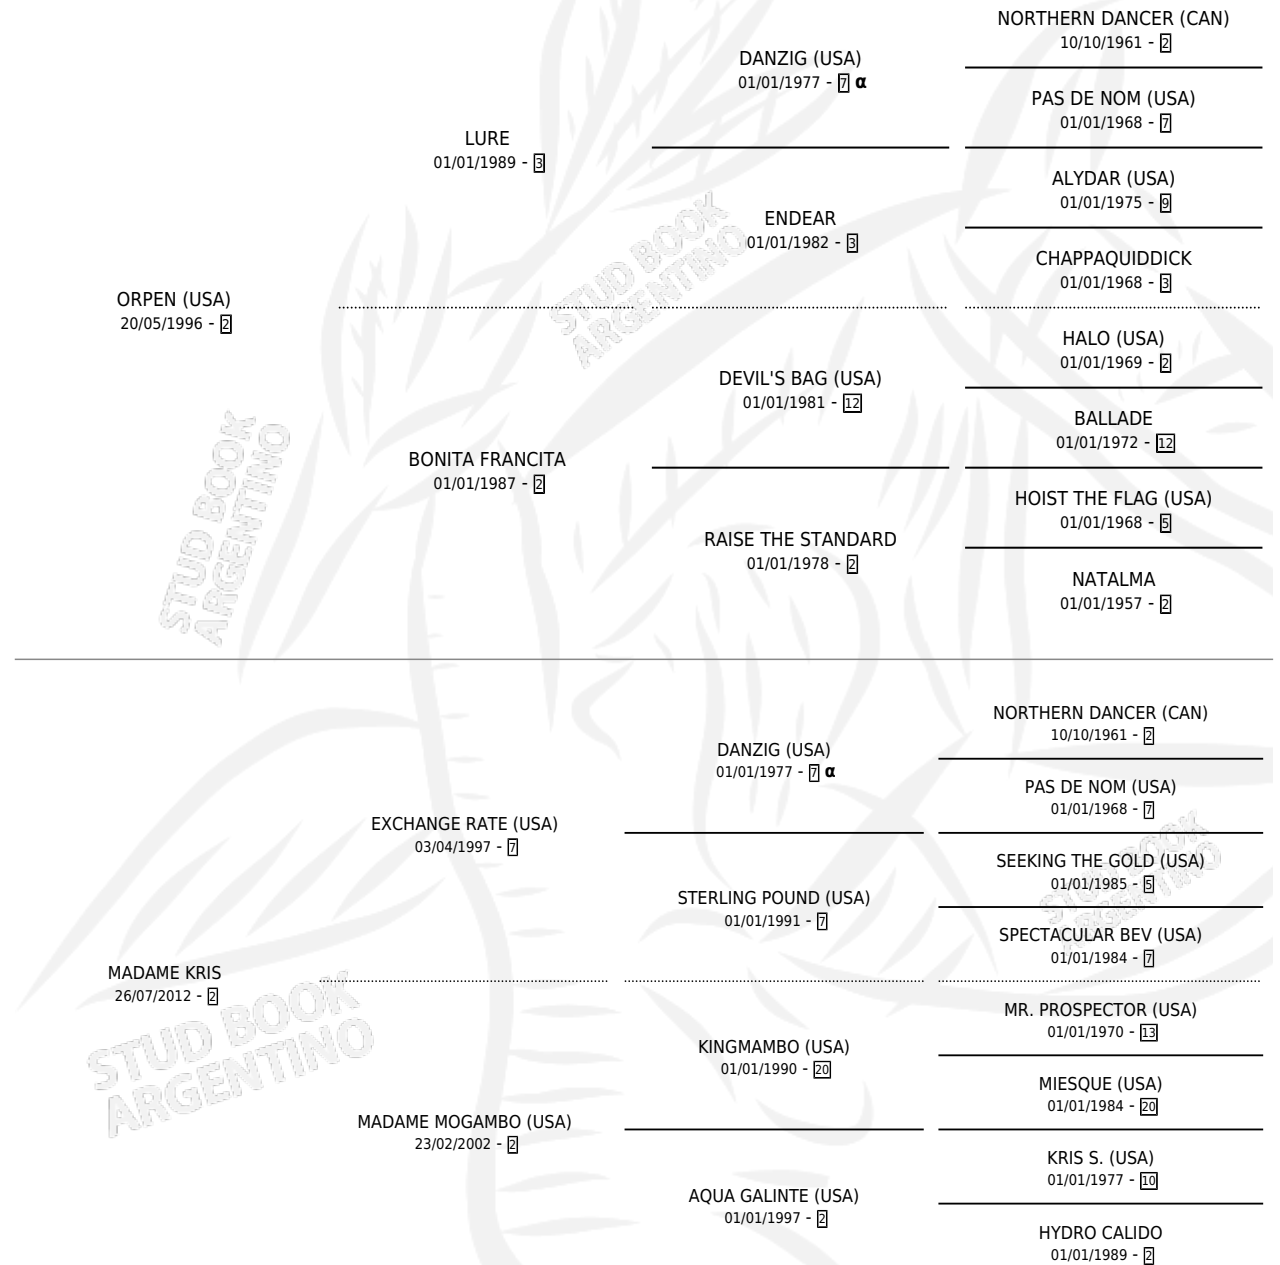 NORTHERN DANCER (CAN)
10/10/1961 - 2
DANZIG (USA)
01/01/1977 - 7 α
PAS DE NOM (USA)
01/01/1968 - 7
LURE
01/01/1989 - 3
ALYDAR (USA)
01/01/1975 - 9
ENDEAR
01/01/1982 - 3
CHAPPAQUIDDICK
01/01/1968 - 3
STUD BOOK
ARGENTINO
ORPEN (USA)
20/05/1996 - 2
HALO (USA)
01/01/1969 - 2
DEVIL'S BAG (USA)
01/01/1981 - 12
BALLADE
01/01/1972 - 12
BONITA FRANCITA
01/01/1987 - 2
HOIST THE FLAG (USA)
01/01/1968 - 5
RAISE THE STANDARD
01/01/1978 - 2
NATALMA
01/01/1957 - 2
STUD BOOK
ARGENTINO
NORTHERN DANCER (CAN)
10/10/1961 - 2
DANZIG (USA)
01/01/1977 - 7 α
PAS DE NOM (USA)
01/01/1968 - 7
EXCHANGE RATE (USA)
03/04/1997 - 7
SEEKING THE GOLD (USA)
01/01/1985 - 5
STERLING POUND (USA)
01/01/1991 - 7
SPECTACULAR BEV (USA)
01/01/1984 - 7
STUD BOOK
ARGENTINO
MADAME KRIS
26/07/2012 - 2
MR. PROSPECTOR (USA)
01/01/1970 - 13
KINGMAMBO (USA)
01/01/1990 - 20
MIESQUE (USA)
01/01/1984 - 20
STUD BOOK
ARGENTINO
MADAME MOGAMBO (USA)
23/02/2002 - 2
KRIS S. (USA)
01/01/1977 - 10
AQUA GALINTE (USA)
01/01/1997 - 2
HYDRO CALIDO
01/01/1989 - 2